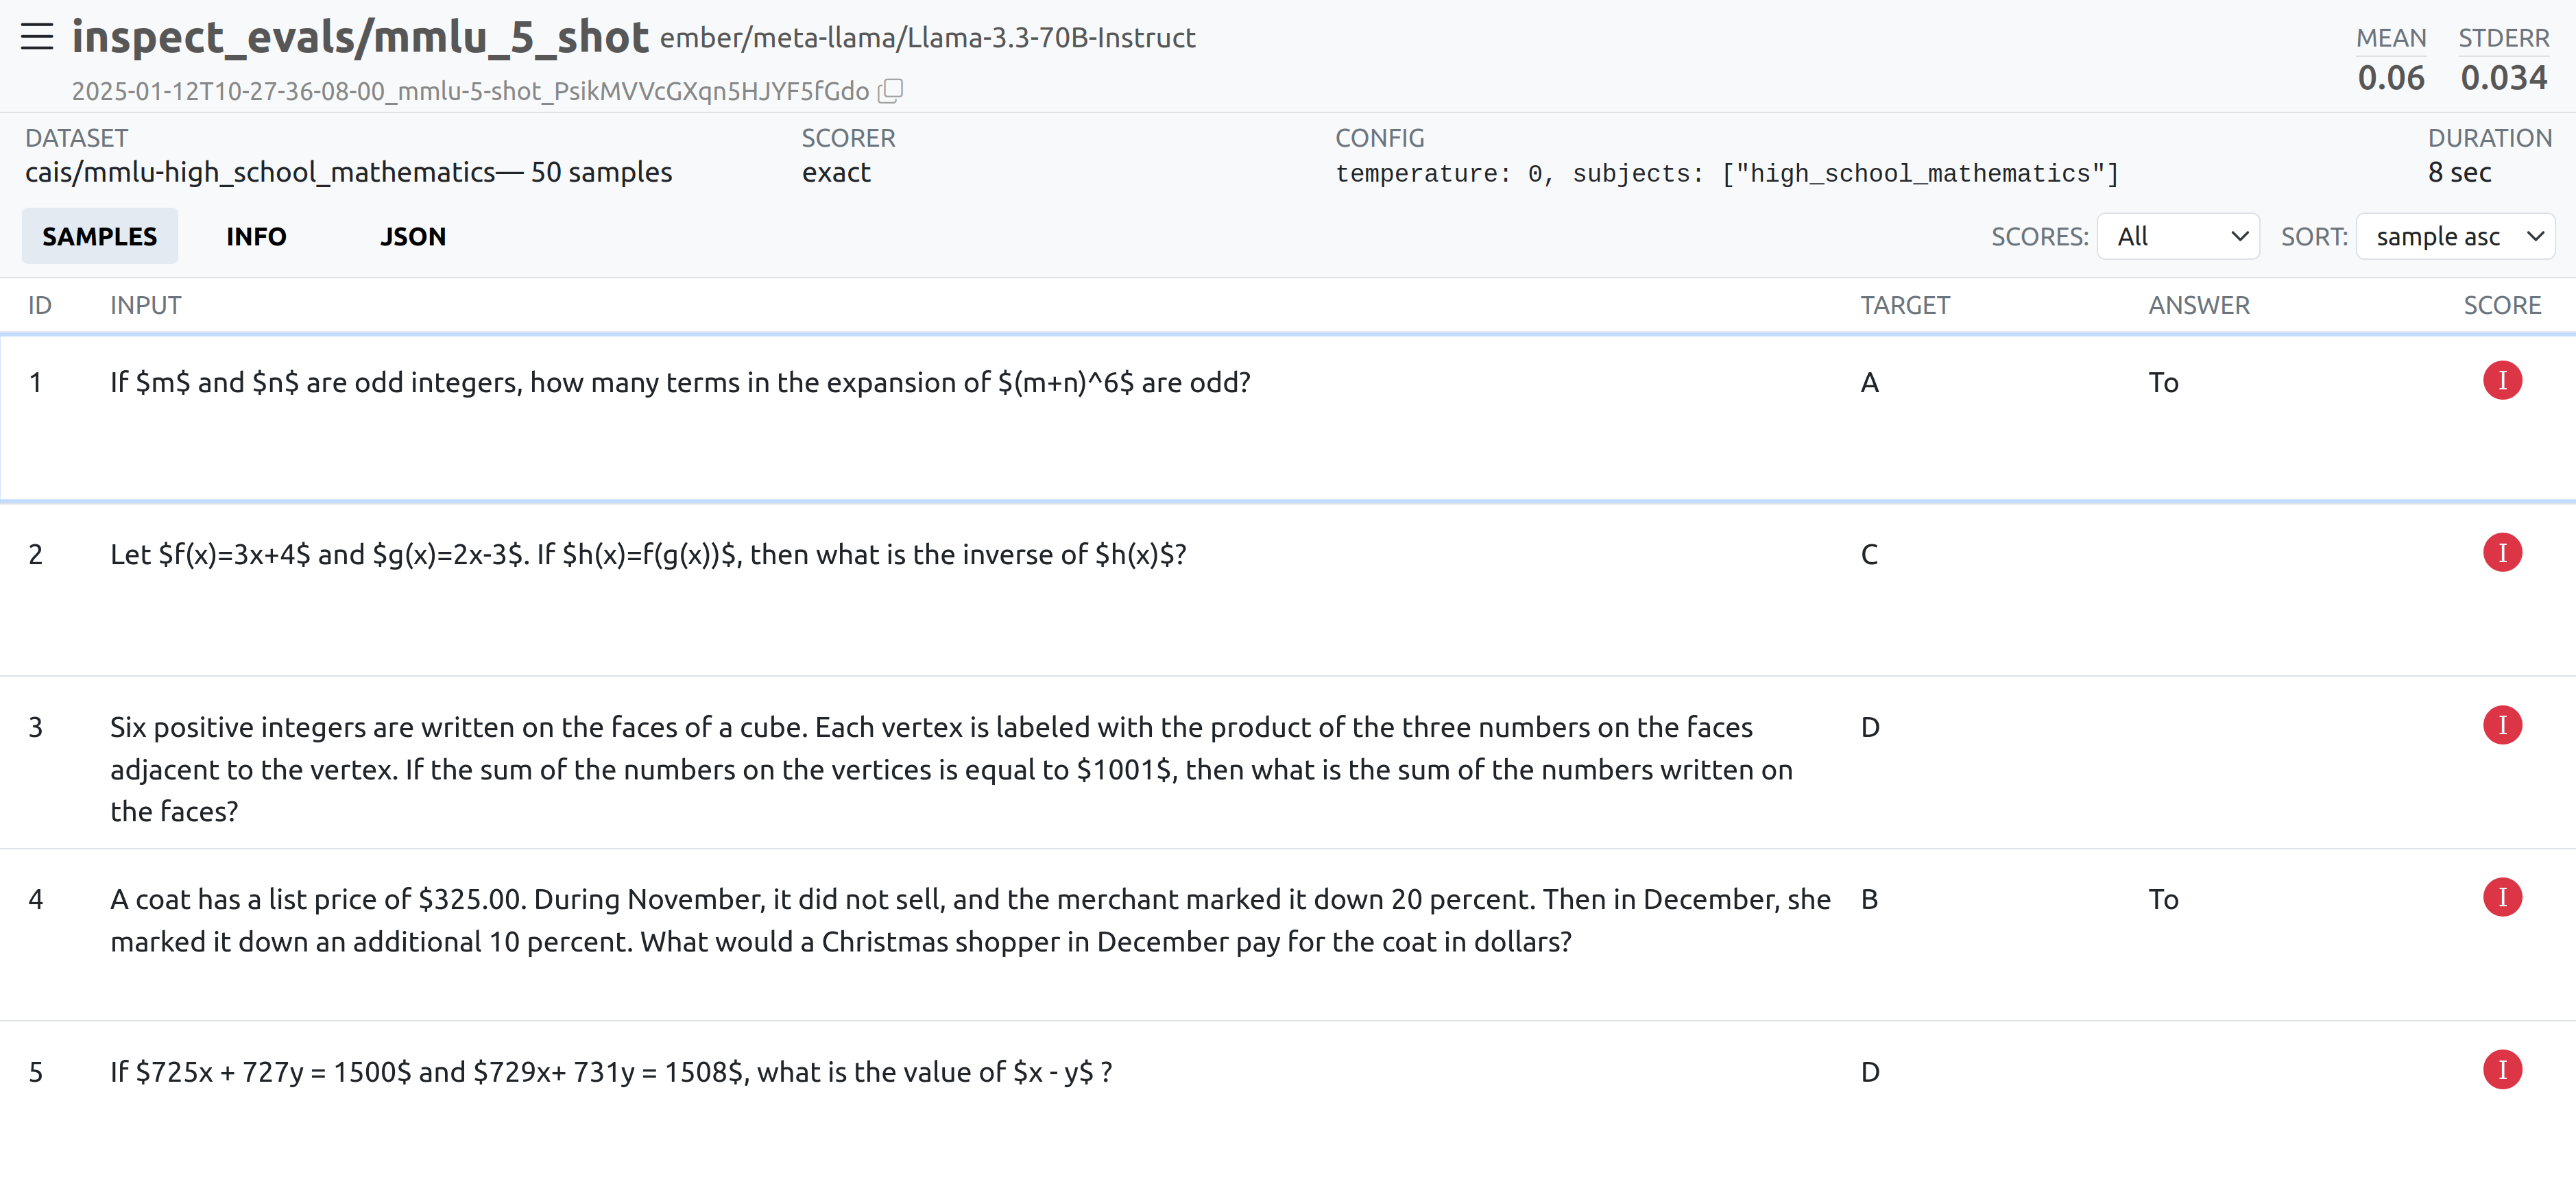 inspect_evals/mmlu_5_shot ember/meta-llama/Llama-3.3-70B-Instruct
2025-01-12T10-27-36-08-00_mmlu-5-shot_PsikMVVcGXqn5HJYF5fGdo
MEAN STDERR
0.06 0.034
DATASET SCORER CONFIG DURATION
cais/mmlu-high_school_mathematics— 50 samples exact temperature: 0, subjects: ["high_school_mathematics"] 8 sec
SAMPLES INFO JSON SCORES: All SORT: sample asc
ID INPUT TARGET ANSWER SCORE
1 If $m$ and $n$ are odd integers, how many terms in the expansion of $(m+n)^6$ are odd? A To I
2 Let $f(x)=3x+4$ and $g(x)=2x-3$. If $h(x)=f(g(x))$, then what is the inverse of $h(x)$? C I
3 Six positive integers are written on the faces of a cube. Each vertex is labeled with the product of the three numbers on the faces D I
adjacent to the vertex. If the sum of the numbers on the vertices is equal to $1001$, then what is the sum of the numbers written on
the faces?
4 A coat has a list price of $325.00. During November, it did not sell, and the merchant marked it down 20 percent. Then in December, she B To I
marked it down an additional 10 percent. What would a Christmas shopper in December pay for the coat in dollars?
5 If $725x + 727y = 1500$ and $729x+ 731y = 1508$, what is the value of $x - y$ ? D I